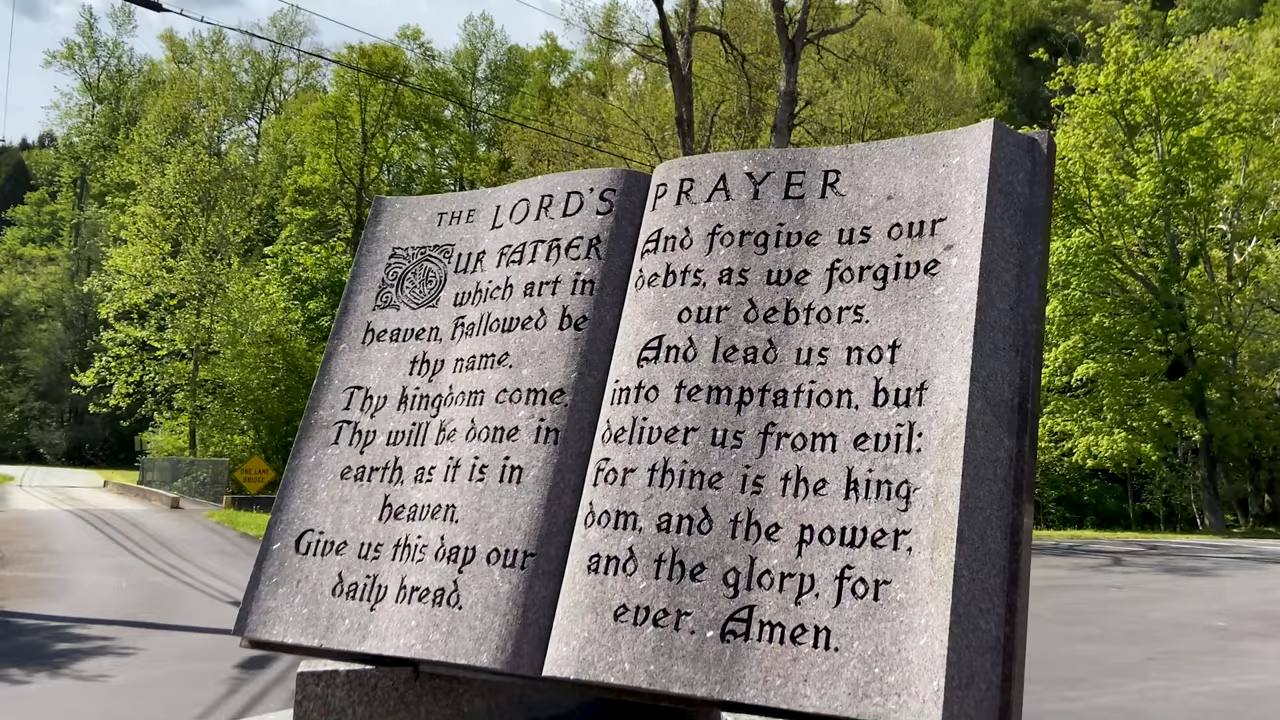 THE LORD'S PRAYER
OUR FATHER
which art in
heaven, hallowed be
thy name.
Thy kingdom come.
Thy will be done in
earth, as it is in
heaven.
Give us this day our
daily bread.
And forgive us our
debts, as we forgive
our debtors.
And lead us not
into temptation, but
deliver us from evil:
for thine is the king-
dom, and the power,
and the glory, for
ever. Amen.
ONE LANE
BRIDGE